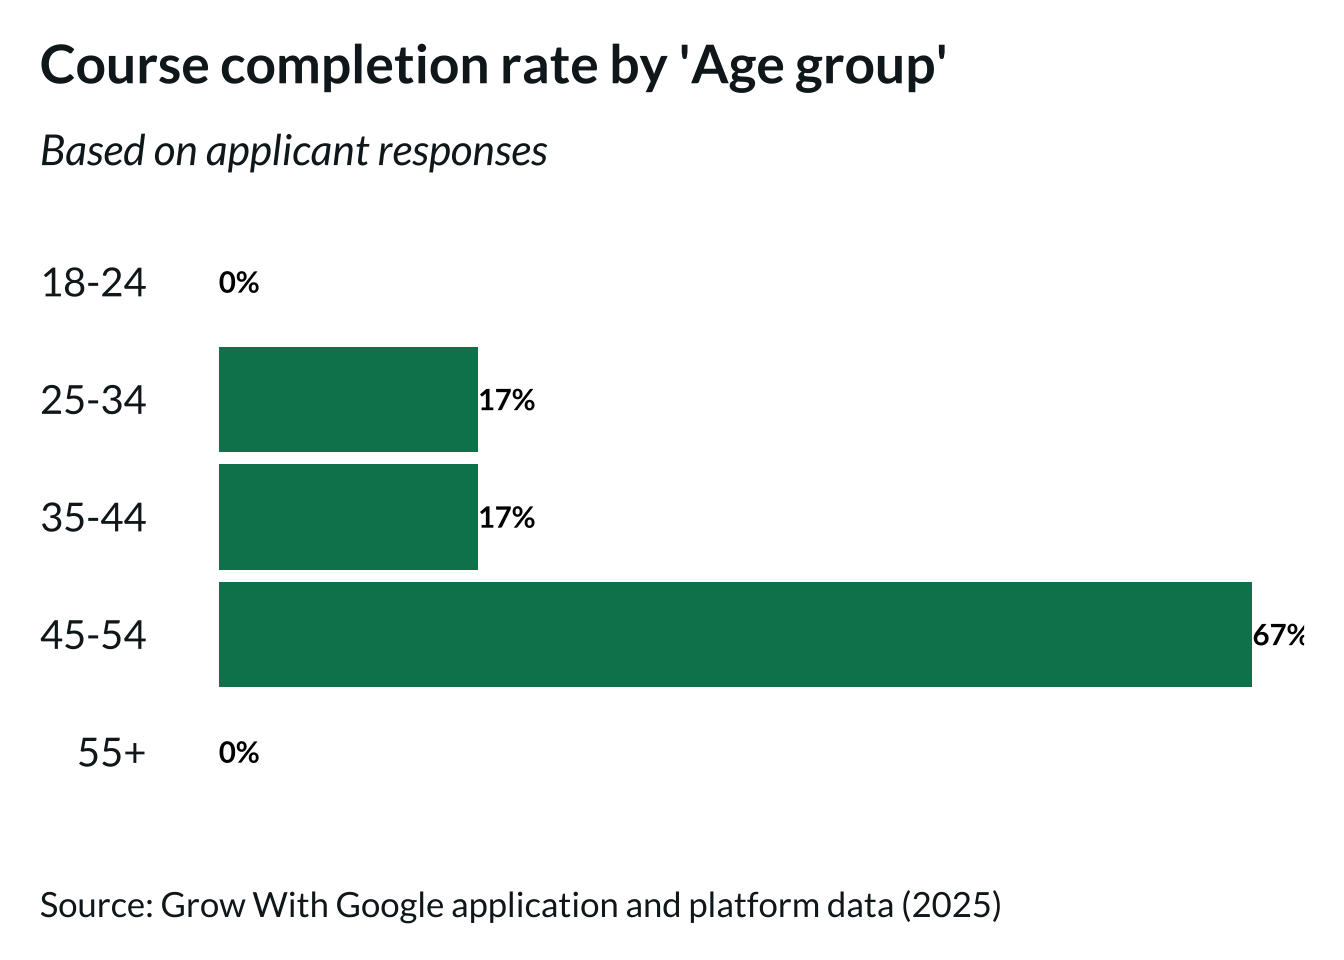 Course completion rate by 'Age group'
Based on applicant responses
18-24 0%
25-34 17%
35-44 17%
45-54 67%
55+ 0%
Source: Grow With Google application and platform data (2025)